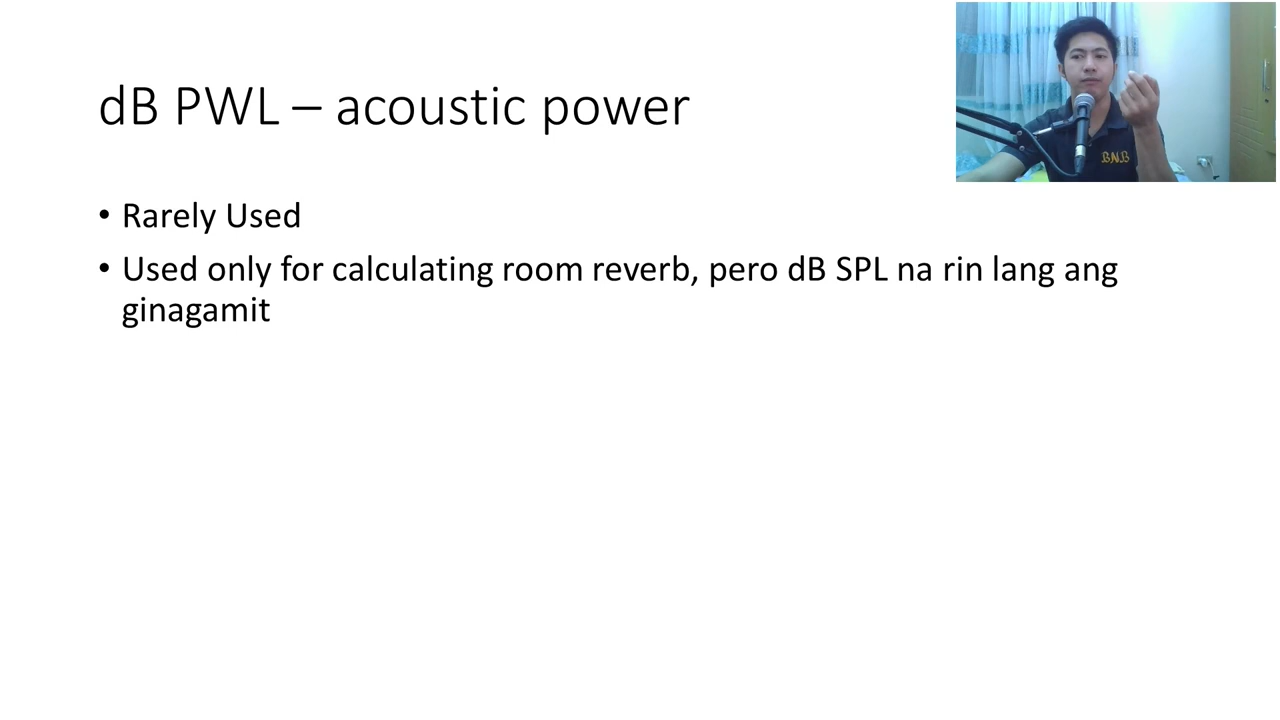 dB PWL – acoustic power
• Rarely Used
• Used only for calculating room reverb, pero dB SPL na rin lang ang
ginagamit
B.N.B